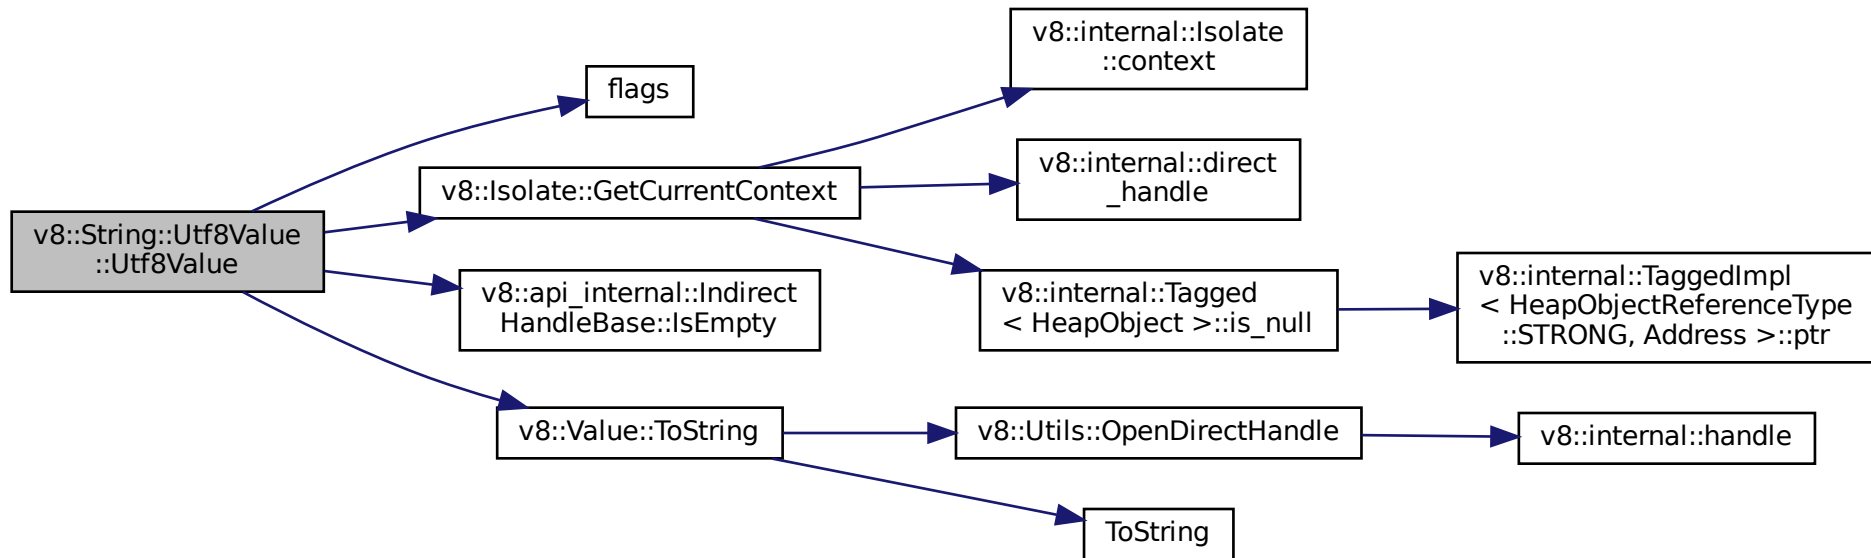 v8::String::Utf8Value
::Utf8Value
flags
v8::Isolate::GetCurrentContext
v8::api_internal::Indirect
HandleBase::IsEmpty
v8::Value::ToString
v8::internal::Isolate
::context
v8::internal::direct
_handle
v8::internal::Tagged
< HeapObject >::is_null
v8::Utils::OpenDirectHandle
ToString
v8::internal::TaggedImpl
< HeapObjectReferenceType
::STRONG, Address >::ptr
v8::internal::handle